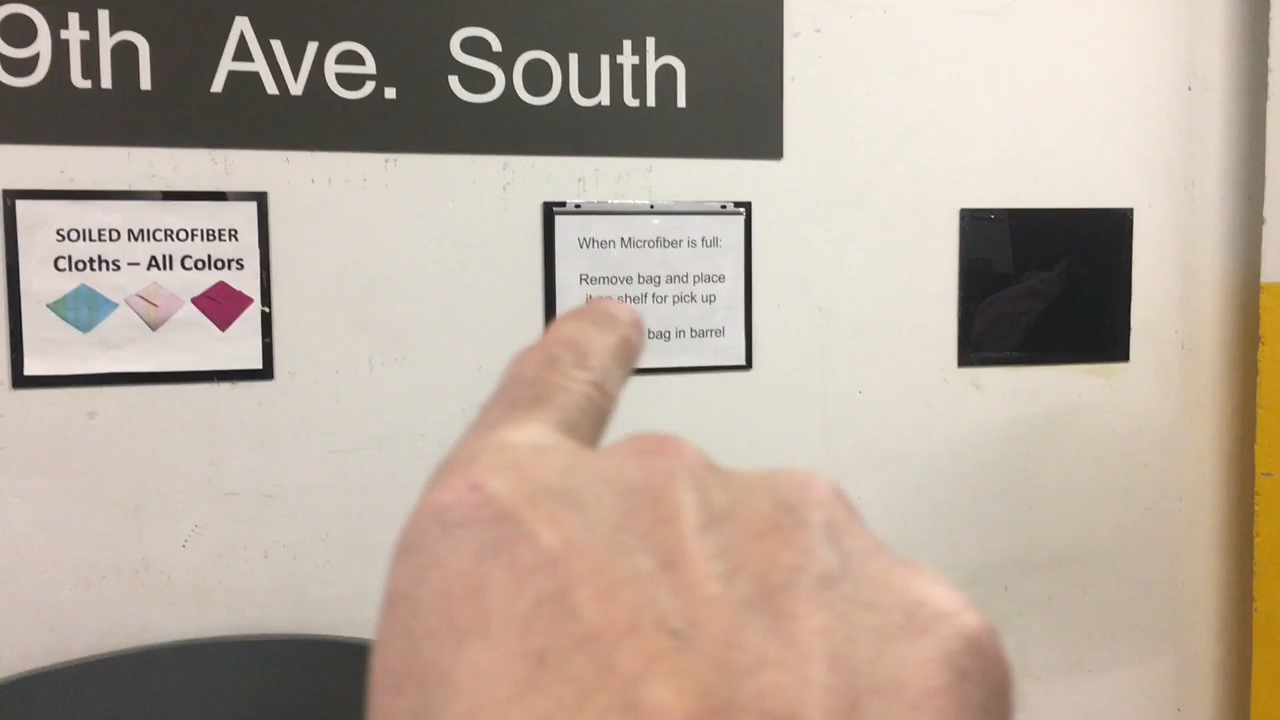 9th Ave. South
SOILED MICROFIBER
Cloths – All Colors
When Microfiber is full:
Remove bag and place
shelf for pick up
bag in barrel